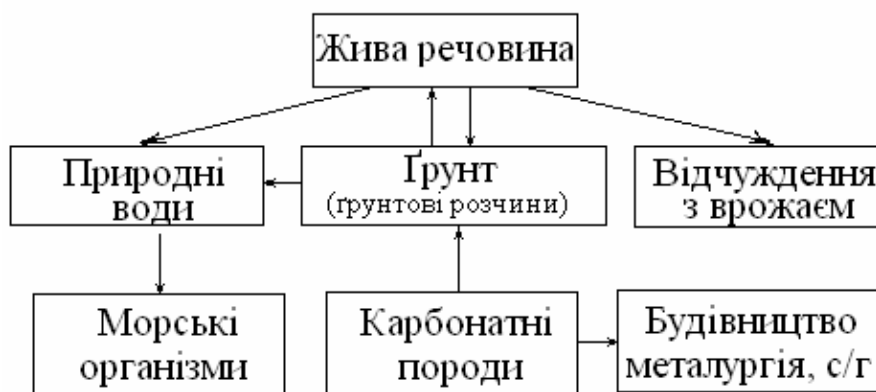 Жива речовина
Природні
води
Ґрунт
(ґрунтові розчини)
Відчуження
з врожаєм
Морські
організми
Карбонатні
породи
Будівництво
металургія, с/г